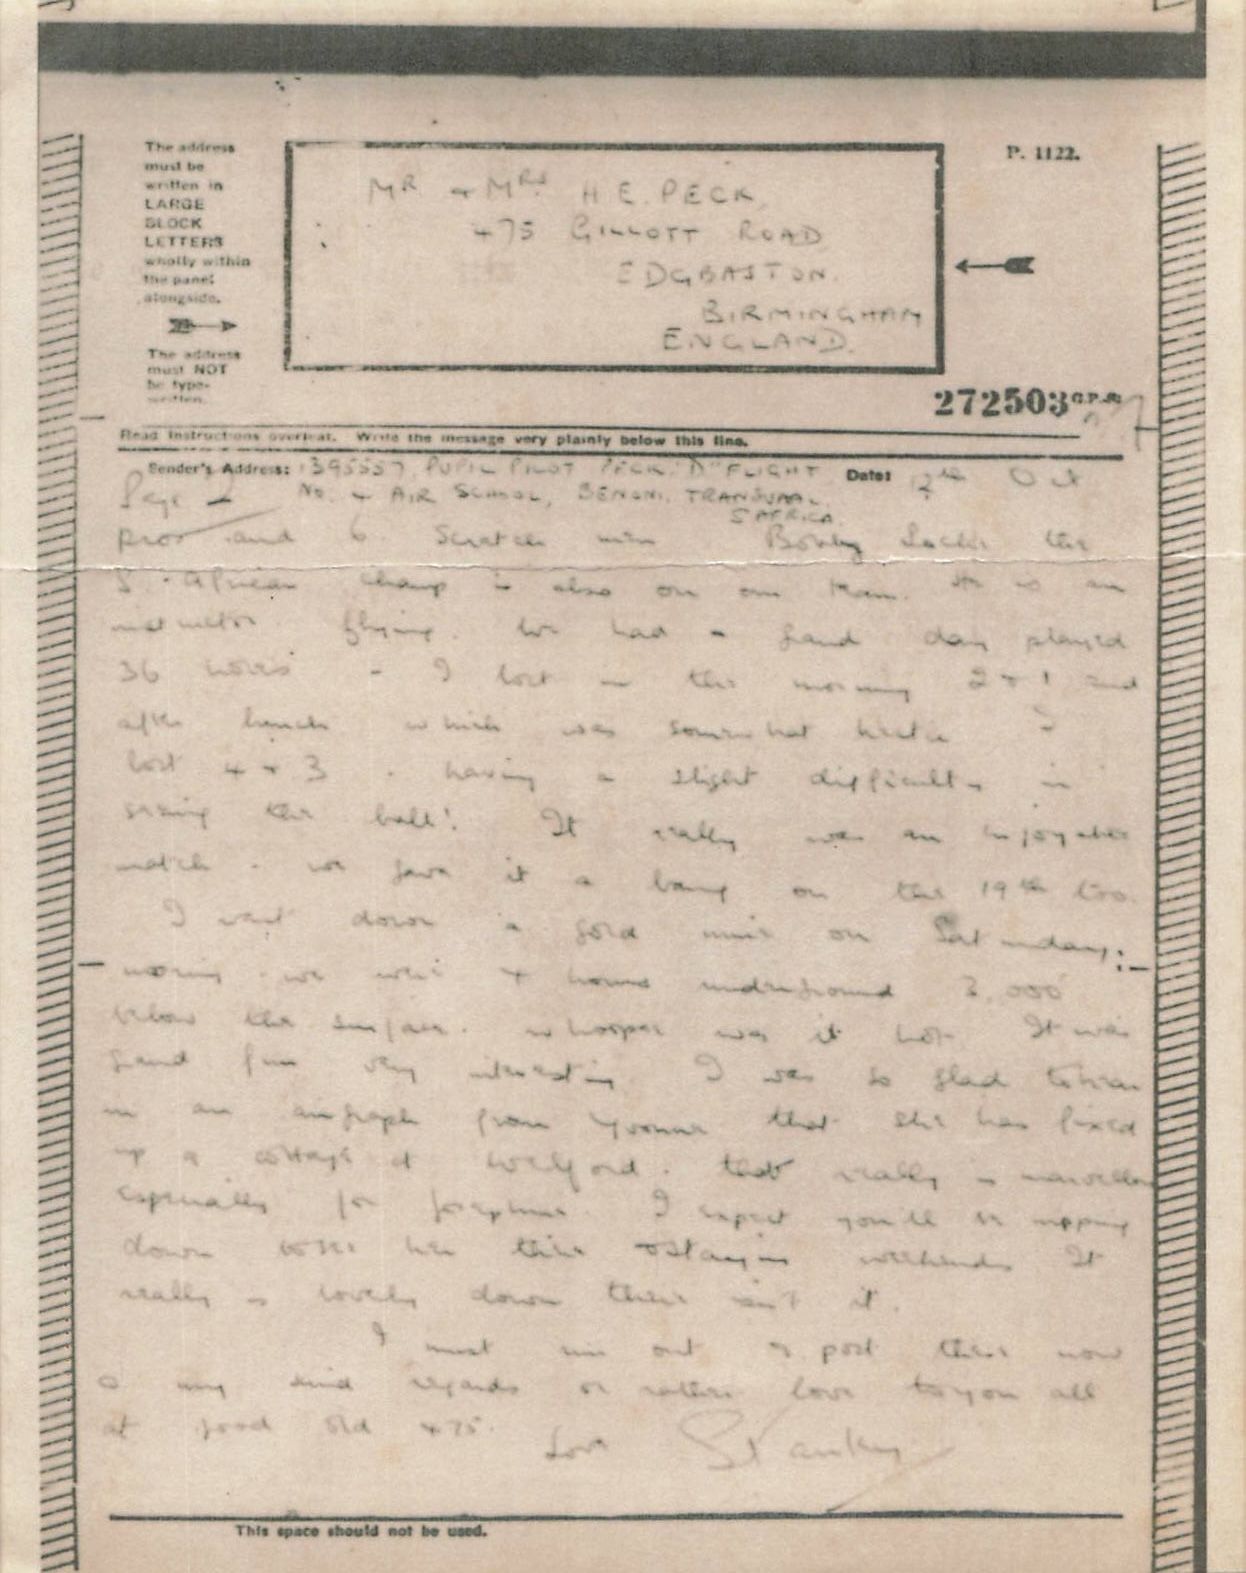 The address
must be
written in
LARGE
BLOCK
LETTERS
wholly within
the panel
alongside.
The address
must NOT
be type-
written.
MR + MRS H. E. PECK,
475 GILLOTT ROAD
EDGBASTON.
BIRMINGHAM
ENGLAND.
P. 1122.
272503
Read instructions overleaf. Write the message very plainly below this line.
Sender's Address: 1395557 PUPIL PILOT PECK "D" FLIGHT Date: 12th Oct
Page 2 No. 4 AIR SCHOOL, BENONI, TRANSVAAL.
S AFRICA.
pros and 6 Scratch men Bobby Locke the
S. African champ is also on our team. He is an
instructor flying. We had a grand day played
36 holes - I lost in the morning 2 + 1 and
after lunch which was somewhat hectic I
lost 4 + 3 . having a slight difficulty in
seeing the ball! It really was an enjoyable
match . we gave it a bang on the 19th too.
I went down a gold mine on Saturday
morning . we were 4 hours underground 3,000'
below the surface. whoopee was it hot. It was
grand fun very interesting I was so glad to hear
in an airgraph from Yvonne that she has fixed
up a cottage at Welford. that really is marvellous
especially for Josephine. I expect you'll be nipping
down to see her there + staying weekends It
really is lovely down there isn't it.
I must run out & post these now
so my kind regards or rather love to you all
at good old 475.
Love Stanley
This space should not be used.